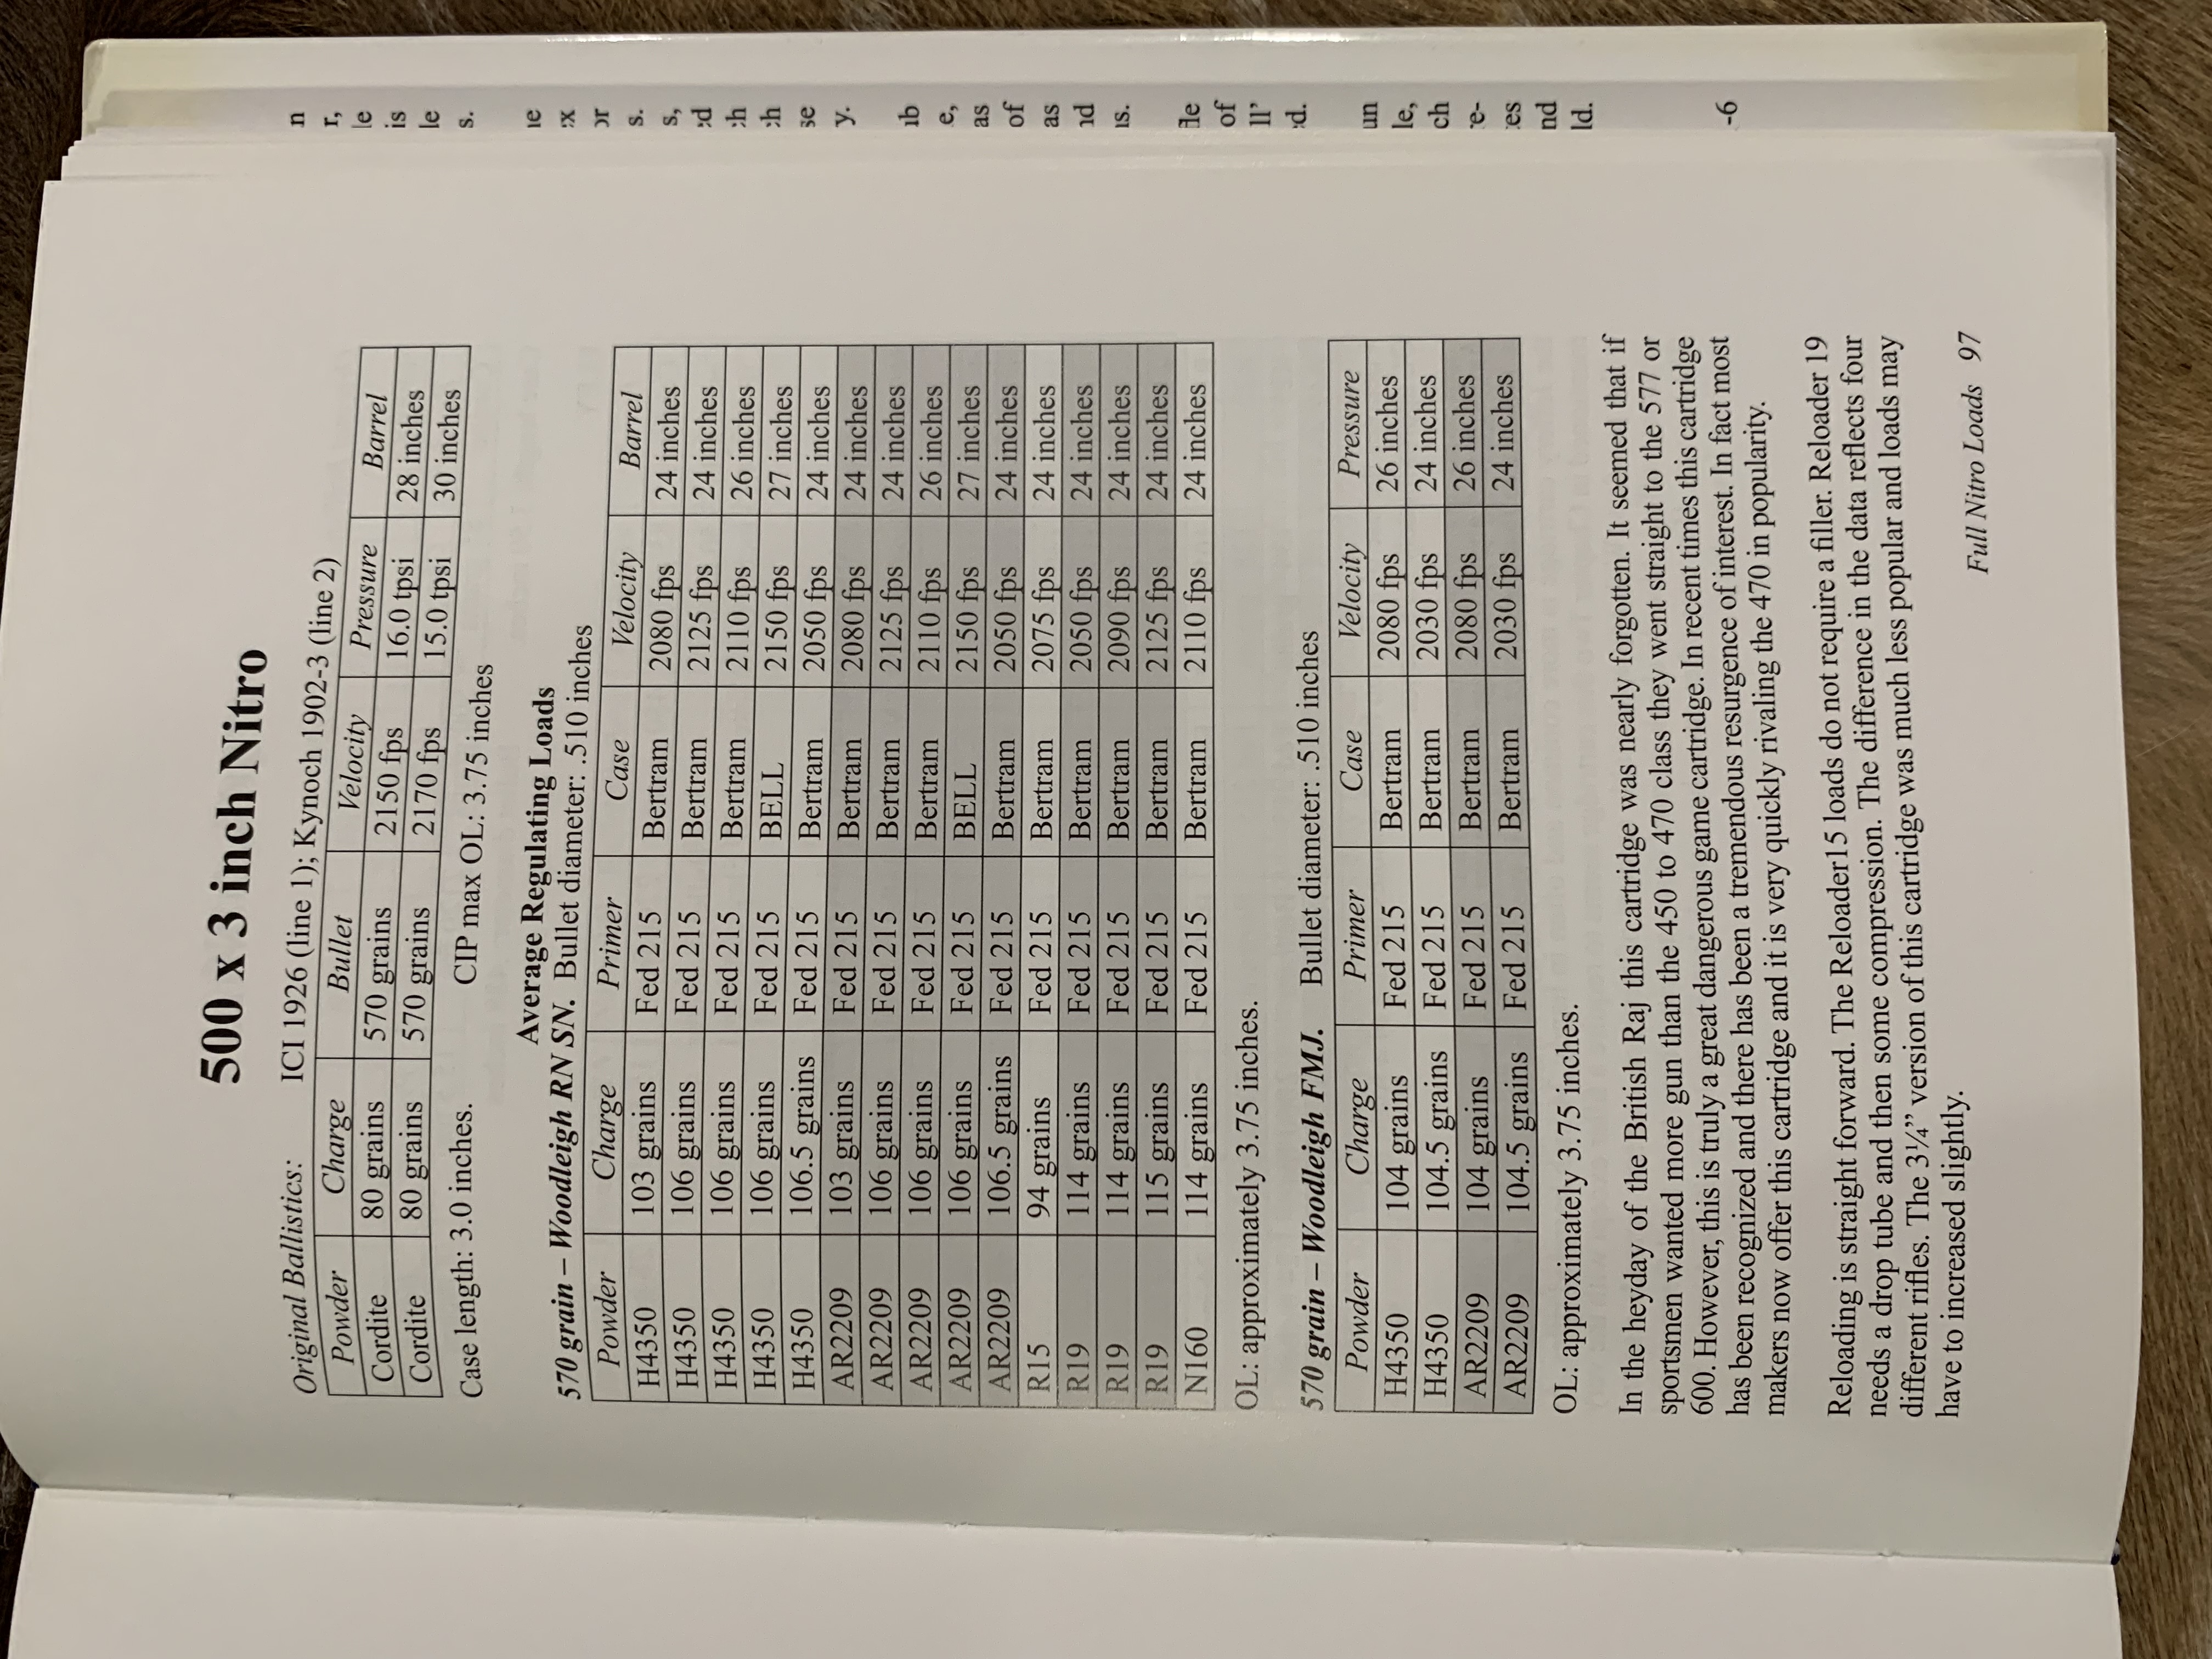 500 x 3 inch Nitro
Original Ballistics: ICI 1926 (line 1); Kynoch 1902-3 (line 2)
Powder Charge Bullet Velocity Pressure Barrel
Cordite 80 grains 570 grains 2150 fps 16.0 tpsi 28 inches
Cordite 80 grains 570 grains 2170 fps 15.0 tpsi 30 inches
Case length: 3.0 inches. CIP max OL: 3.75 inches
Average Regulating Loads
570 grain – Woodleigh RN SN. Bullet diameter: .510 inches
Powder Charge Primer Case Velocity Barrel
H4350 103 grains Fed 215 Bertram 2080 fps 24 inches
H4350 106 grains Fed 215 Bertram 2125 fps 24 inches
H4350 106 grains Fed 215 Bertram 2110 fps 26 inches
H4350 106 grains Fed 215 BELL 2150 fps 27 inches
H4350 106.5 grains Fed 215 Bertram 2050 fps 24 inches
AR2209 103 grains Fed 215 Bertram 2080 fps 24 inches
AR2209 106 grains Fed 215 Bertram 2125 fps 24 inches
AR2209 106 grains Fed 215 Bertram 2110 fps 26 inches
AR2209 106 grains Fed 215 BELL 2150 fps 27 inches
AR2209 106.5 grains Fed 215 Bertram 2050 fps 24 inches
R15 94 grains Fed 215 Bertram 2075 fps 24 inches
R19 114 grains Fed 215 Bertram 2050 fps 24 inches
R19 114 grains Fed 215 Bertram 2090 fps 24 inches
R19 115 grains Fed 215 Bertram 2125 fps 24 inches
N160 114 grains Fed 215 Bertram 2110 fps 24 inches
OL: approximately 3.75 inches.
570 grain – Woodleigh FMJ. Bullet diameter: .510 inches
Powder Charge Primer Case Velocity Pressure
H4350 104 grains Fed 215 Bertram 2080 fps 26 inches
H4350 104.5 grains Fed 215 Bertram 2030 fps 24 inches
AR2209 104 grains Fed 215 Bertram 2080 fps 26 inches
AR2209 104.5 grains Fed 215 Bertram 2030 fps 24 inches
OL: approximately 3.75 inches.
In the heyday of the British Raj this cartridge was nearly forgotten. It seemed that if
sportsmen wanted more gun than the 450 to 470 class they went straight to the 577 or
600. However, this is truly a great dangerous game cartridge. In recent times this cartridge
has been recognized and there has been a tremendous resurgence of interest. In fact most
makers now offer this cartridge and it is very quickly rivaling the 470 in popularity.
Reloading is straight forward. The Reloder15 loads do not require a filler. Reloader 19
needs a drop tube and then some compression. The difference in the data reflects four
different rifles. The 3¼” version of this cartridge was much less popular and loads may
have to increased slightly.
Full Nitro Loads 97
n
r,
le
is
le
s.
s.
s,
se
y.
e,
as
of
as
of
ll’
le,
ch
nd
ld.
-6